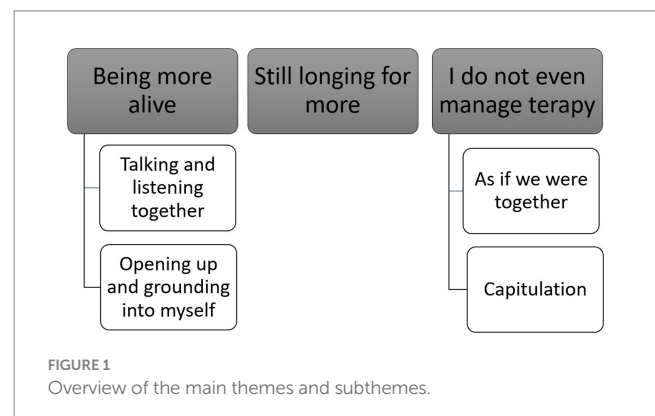 Being more
alive
Still longing for
more
I do not even
manage terapy
Talking and
listening
together
Opening up
and grounding
into myself
As if we were
together
Capitulation
FIGURE 1
Overview of the main themes and subthemes.